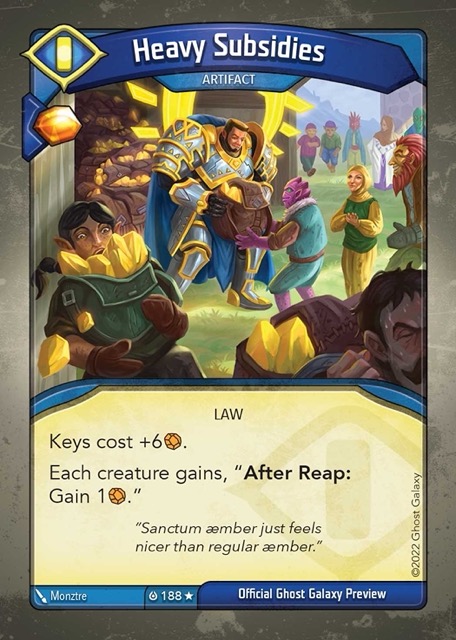 Heavy Subsidies
ARTIFACT
LAW
Keys cost +6.
Each creature gains, “After Reap:
Gain 1.”
“Sanctum æmber just feels
nicer than regular æmber.”
©2022 Ghost Galaxy
Monztre
188★
Official Ghost Galaxy Preview